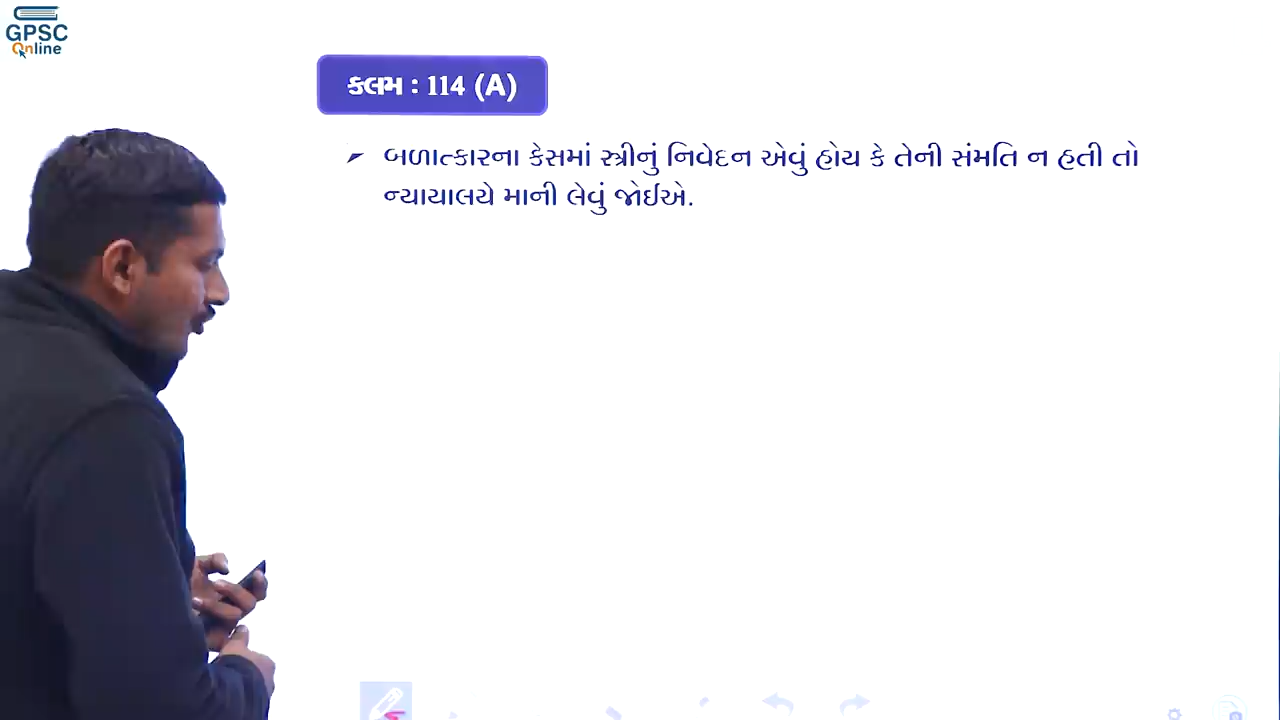 GPSC
Online
કલમ : 114 (A)
બળાત્કારના કેસમાં સ્ત્રીનું નિવેદન એવું હોય કે તેની સંમતિ ન હતી તો
ન્યાયાલયે માની લેવું જોઈએ.